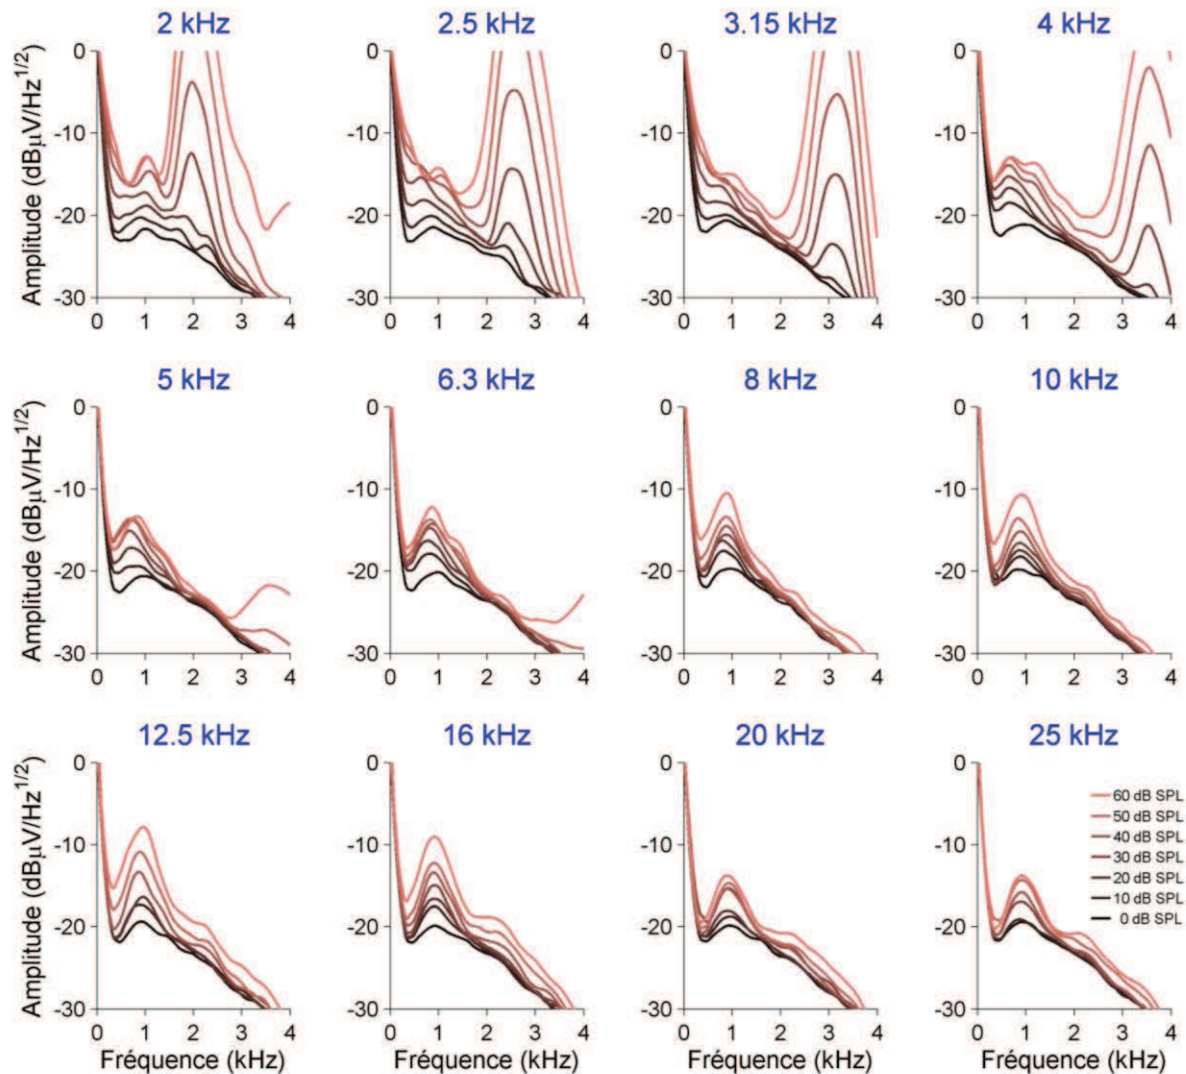 2 kHz 2.5 kHz 3.15 kHz 4 kHz
Amplitude (dBµV/Hz1/2)
0 0 0 0
-10 -10 -10 -10
-20 -20 -20 -20
-30 -30 -30 -30
0 1 2 3 4 0 1 2 3 4 0 1 2 3 4 0 1 2 3 4
5 kHz 6.3 kHz 8 kHz 10 kHz
Amplitude (dBµV/Hz1/2)
0 0 0 0
-10 -10 -10 -10
-20 -20 -20 -20
-30 -30 -30 -30
0 1 2 3 4 0 1 2 3 4 0 1 2 3 4 0 1 2 3 4
12.5 kHz 16 kHz 20 kHz 25 kHz
Amplitude (dBµV/Hz1/2)
0 0 0 0
-10 -10 -10 -10
-20 -20 -20 -20
-30 -30 -30 -30
60 dB SPL
50 dB SPL
40 dB SPL
30 dB SPL
20 dB SPL
10 dB SPL
0 dB SPL
0 1 2 3 4 0 1 2 3 4 0 1 2 3 4 0 1 2 3 4
Fréquence (kHz) Fréquence (kHz) Fréquence (kHz) Fréquence (kHz)